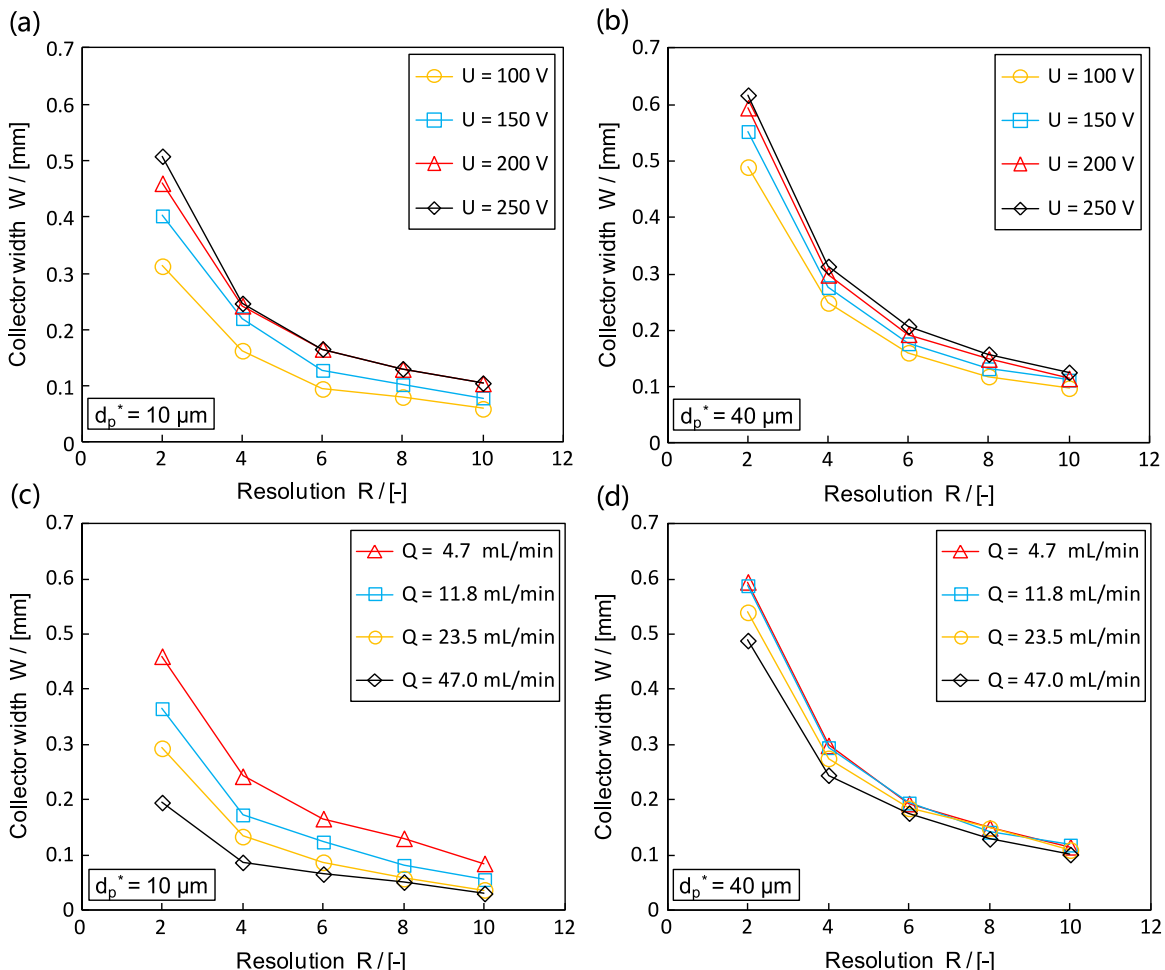 (a)
0.7
0.6
0.5
0.4
0.3
0.2
0.1
0
Collector width W / [mm]
U = 100 V
U = 150 V
U = 200 V
U = 250 V
dp* = 10 µm
0 2 4 6 8 10 12
Resolution R / [-]
(b)
0.7
0.6
0.5
0.4
0.3
0.2
0.1
0
Collector width W / [mm]
U = 100 V
U = 150 V
U = 200 V
U = 250 V
dp* = 40 µm
0 2 4 6 8 10 12
Resolution R / [-]
(c)
0.7
0.6
0.5
0.4
0.3
0.2
0.1
0
Collector width W / [mm]
Q = 4.7 mL/min
Q = 11.8 mL/min
Q = 23.5 mL/min
Q = 47.0 mL/min
dp* = 10 µm
0 2 4 6 8 10 12
Resolution R / [-]
(d)
0.7
0.6
0.5
0.4
0.3
0.2
0.1
0
Collector width W / [mm]
Q = 4.7 mL/min
Q = 11.8 mL/min
Q = 23.5 mL/min
Q = 47.0 mL/min
dp* = 40 µm
0 2 4 6 8 10 12
Resolution R / [-]